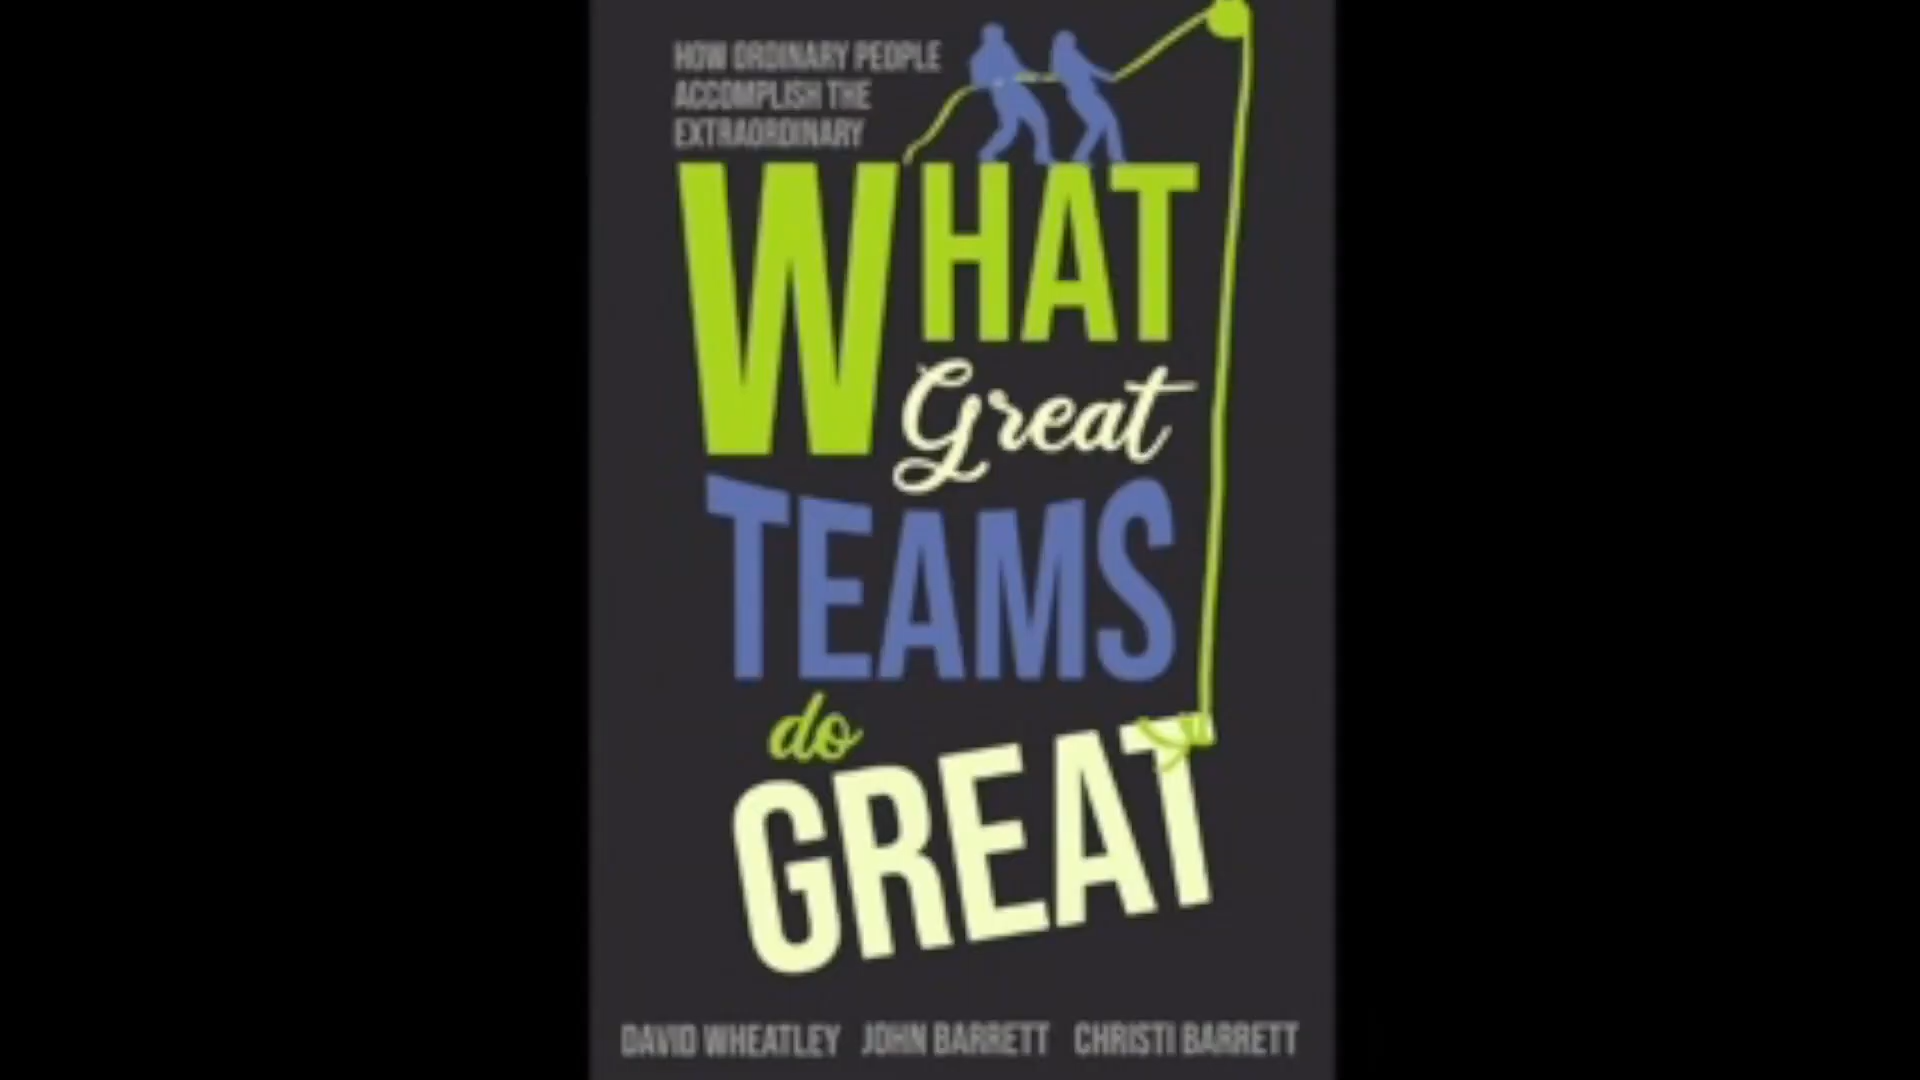 HOW ORDINARY PEOPLE
ACCOMPLISH THE
EXTRAORDINARY
WHAT
Great
TEAMS
do
GREAT
DAVID WHEATLEY JOHN BARRETT CHRISTI BARRETT